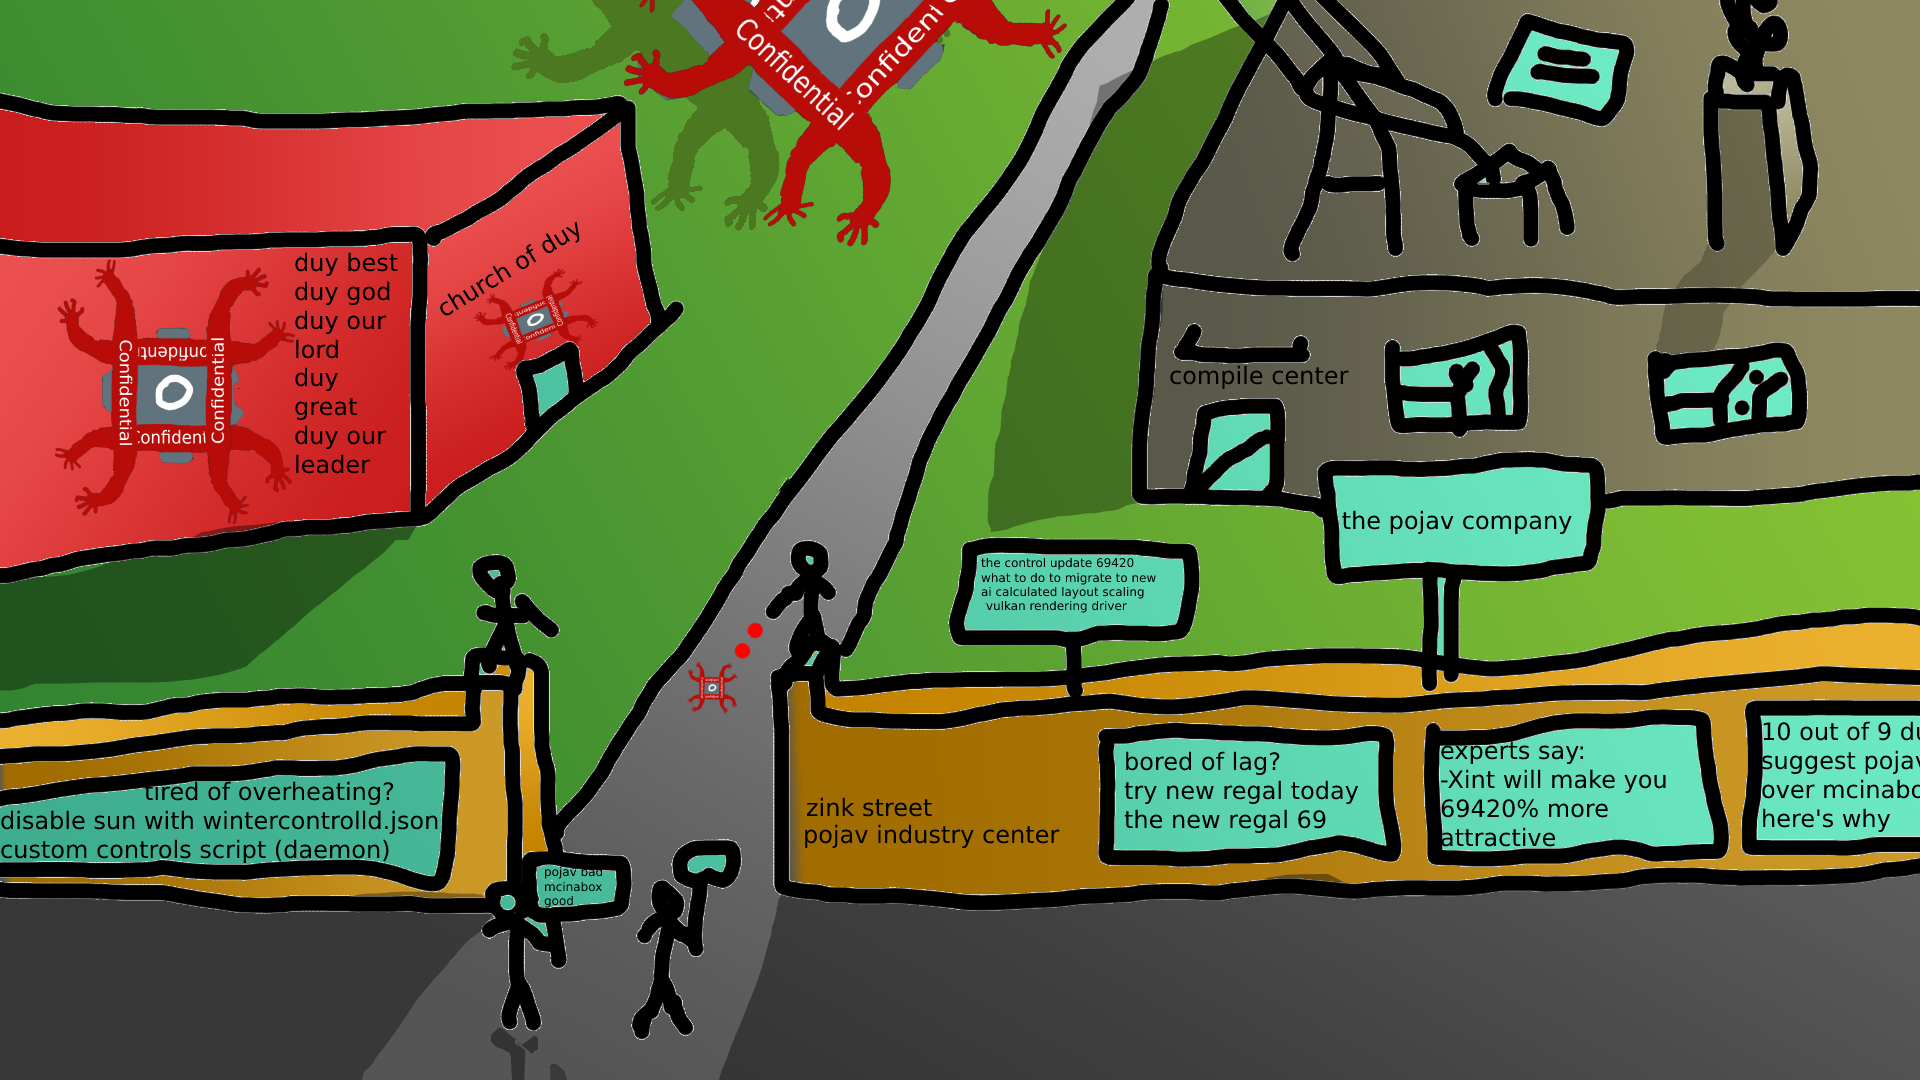 Confidential
Confidential
duy best
duy god
duy our
lord
duy
great
duy our
leader
Confidential
Confidential
church of duy
compile center
the pojav company
the control update 69420
what to do to migrate to new
ai calculated layout scaling
vulkan rendering driver
tired of overheating?
disable sun with wintercontrolld.json
custom controls script (daemon)
pojav bad
mcinabox
good
zink street
pojav industry center
bored of lag?
try new regal today
the new regal 69
experts say:
-Xint will make you
69420% more
attractive
10 out of 9 du
suggest pojav
over mcinabo
here's why